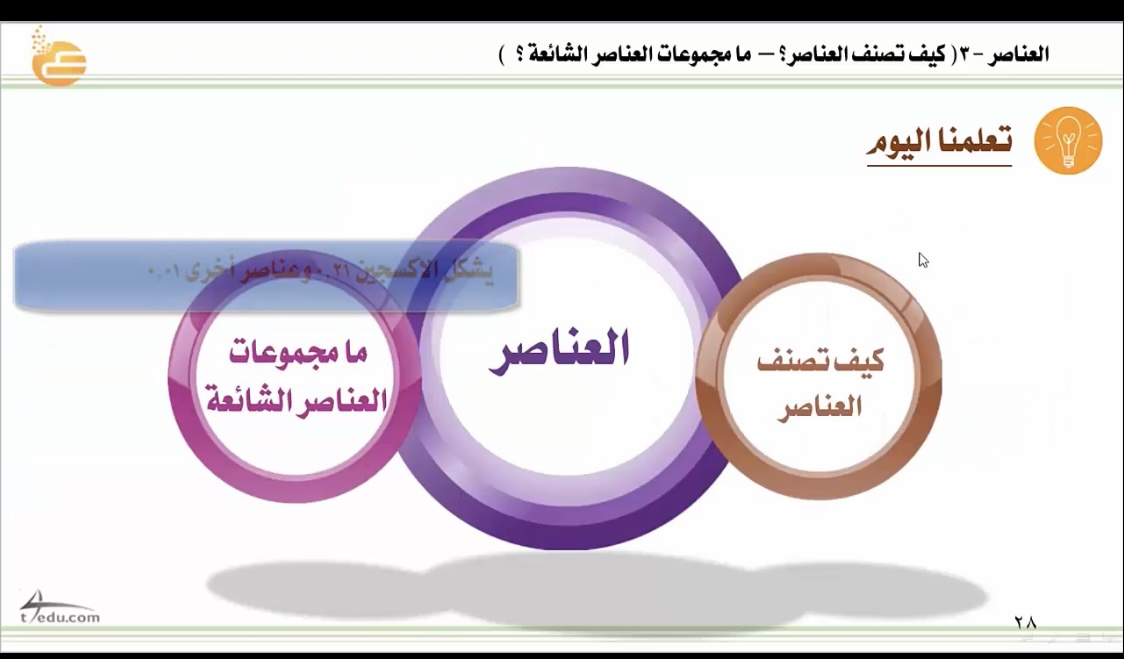 العناصر - ٣( كيف تصنف العناصر؟ – ما مجموعات العناصر الشائعة ؟ )
تعلمنا اليوم
يشكل الاكسجين ٠,٢١ وعناصر أخرى ٠,٠١
كيف تصنف
العناصر
العناصر
ما مجموعات
العناصر الشائعة
t4edu.com
٢٨